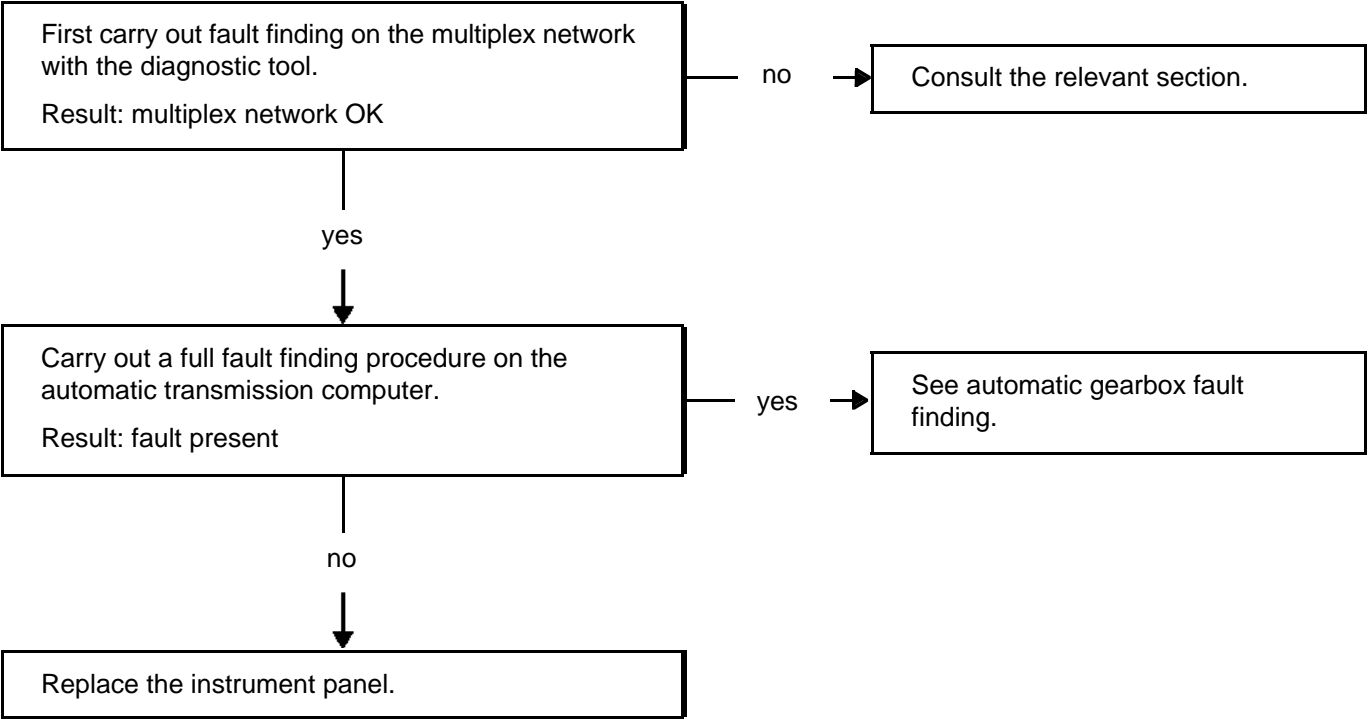 First carry out fault finding on the multiplex network
with the diagnostic tool.
Result: multiplex network OK
no
Consult the relevant section.
yes
Carry out a full fault finding procedure on the
automatic transmission computer.
Result: fault present
yes
See automatic gearbox fault
finding.
no
Replace the instrument panel.